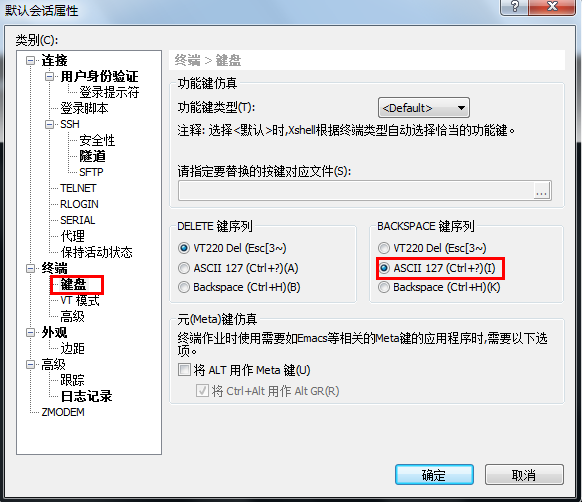 默认会话属性
类别(C):
连接
用户身份验证
登录提示符
登录脚本
SSH
安全性
隧道
SFTP
TELNET
RLOGIN
SERIAL
代理
保持活动状态
终端
键盘
VT 模式
高级
外观
边距
高级
跟踪
日志记录
ZMODEM
终端 > 键盘
功能键仿真
功能键类型(T):
<Default>
注释: 选择<默认>时,Xshell根据终端类型自动选择恰当的功能键。
请指定要替换的按键对应文件(S):
...
DELETE 键序列
VT220 Del (Esc[3~)
ASCII 127 (Ctrl+?)(A)
Backspace (Ctrl+H)(B)
BACKSPACE 键序列
VT220 Del (Esc[3~)
ASCII 127 (Ctrl+?)(I)
Backspace (Ctrl+H)(K)
元(Meta)键仿真
终端作业时使用需要如Emacs等相关的Meta键的应用程序时,需要以下选
项。
将 ALT 用作 Meta 键(U)
将 Ctrl+Alt 用作 Alt GR(R)
确定
取消